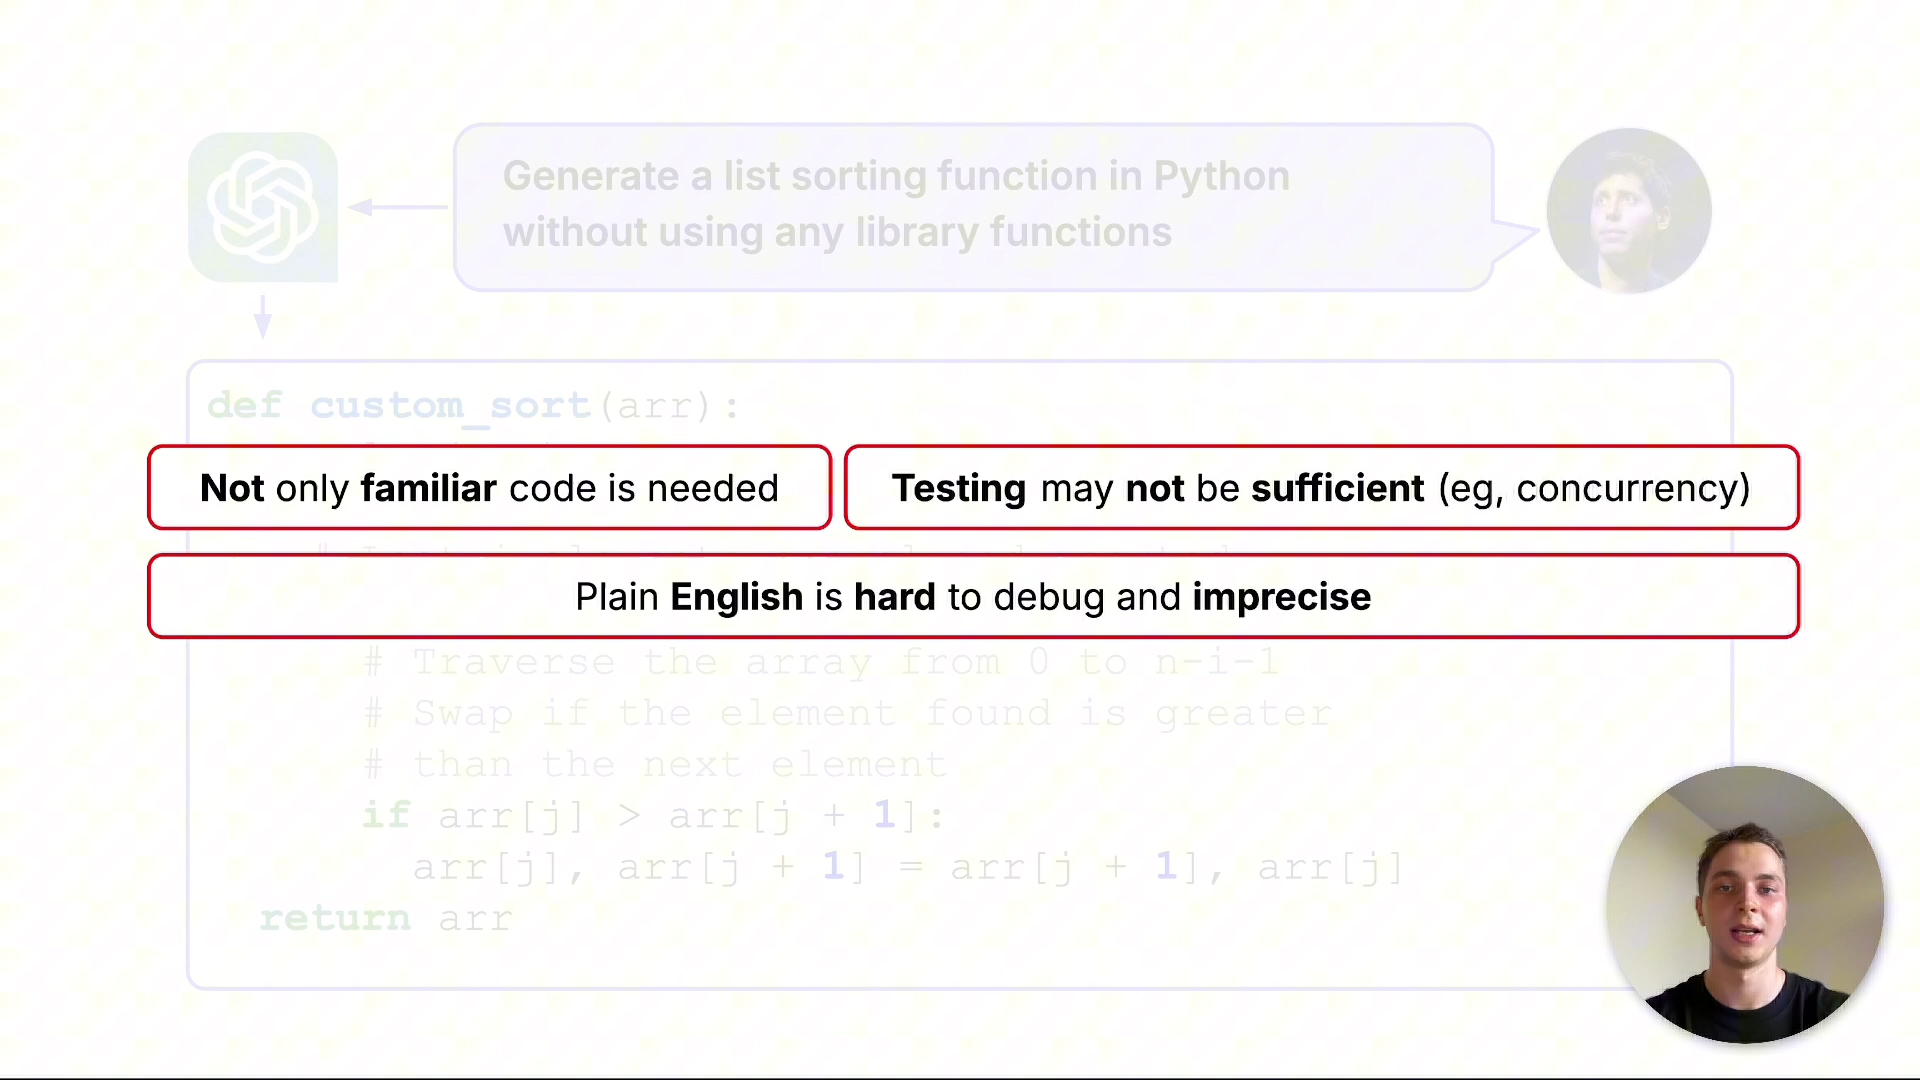 Generate a list sorting function in Python
without using any library functions
def custom_sort(arr):
Not only familiar code is needed
Testing may not be sufficient (eg, concurrency)
Plain English is hard to debug and imprecise
# Traverse the array from 0 to n-i-1
# Swap if the element found is greater
# than the next element
if arr[j] > arr[j + 1]:
arr[j], arr[j + 1] = arr[j + 1], arr[j]
return arr